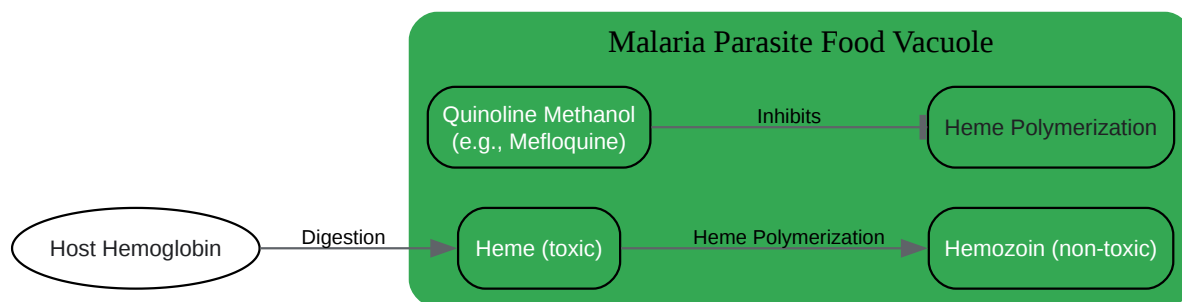 Malaria Parasite Food Vacuole
Quinoline Methanol
(e.g., Mefloquine)
Inhibits
Heme Polymerization
Host Hemoglobin
Digestion
Heme (toxic)
Heme Polymerization
Hemozoin (non-toxic)